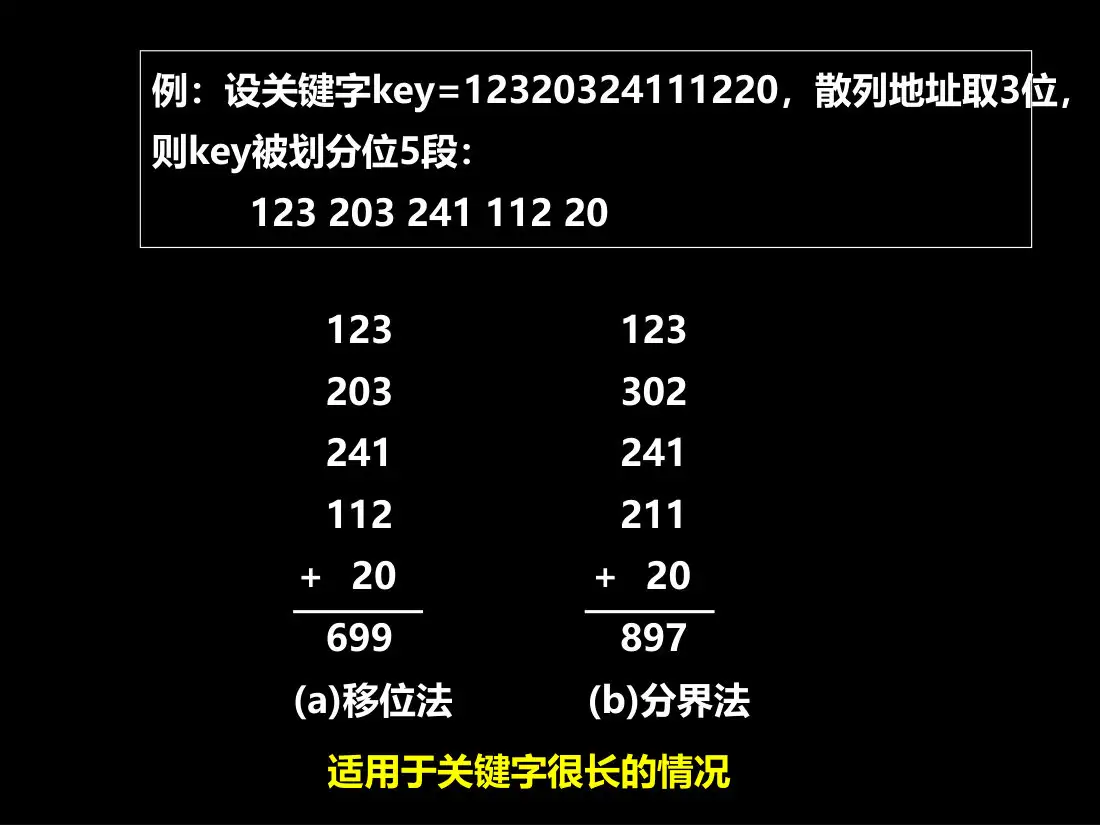 例：设关键字key=12320324111220，散列地址取3位，
则key被划分位5段：
123 203 241 112 20
123 123
203 302
241 241
112 211
+ 20 + 20
699 897
(a)移位法 (b)分界法
适用于关键字很长的情况